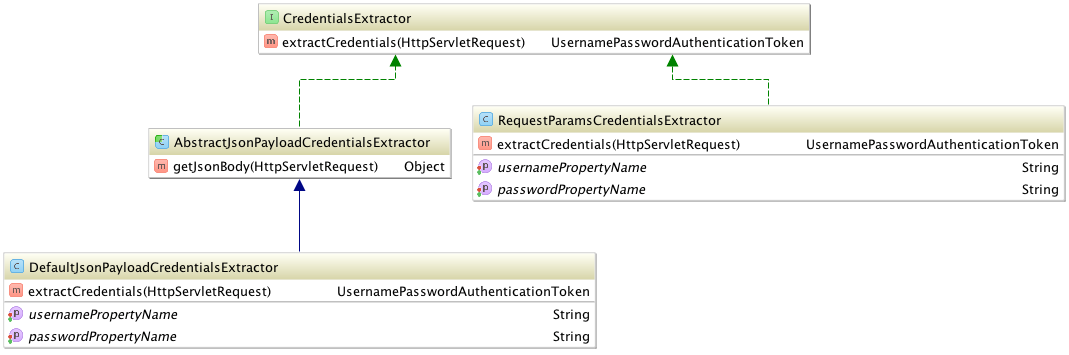 I CredentialsExtractor
m extractCredentials(HttpServletRequest) UsernamePasswordAuthenticationToken
C AbstractJsonPayloadCredentialsExtractor
m getJsonBody(HttpServletRequest) Object
C RequestParamsCredentialsExtractor
m extractCredentials(HttpServletRequest) UsernamePasswordAuthenticationToken
p usernamePropertyName String
p passwordPropertyName String
C DefaultJsonPayloadCredentialsExtractor
m extractCredentials(HttpServletRequest) UsernamePasswordAuthenticationToken
p usernamePropertyName String
p passwordPropertyName String